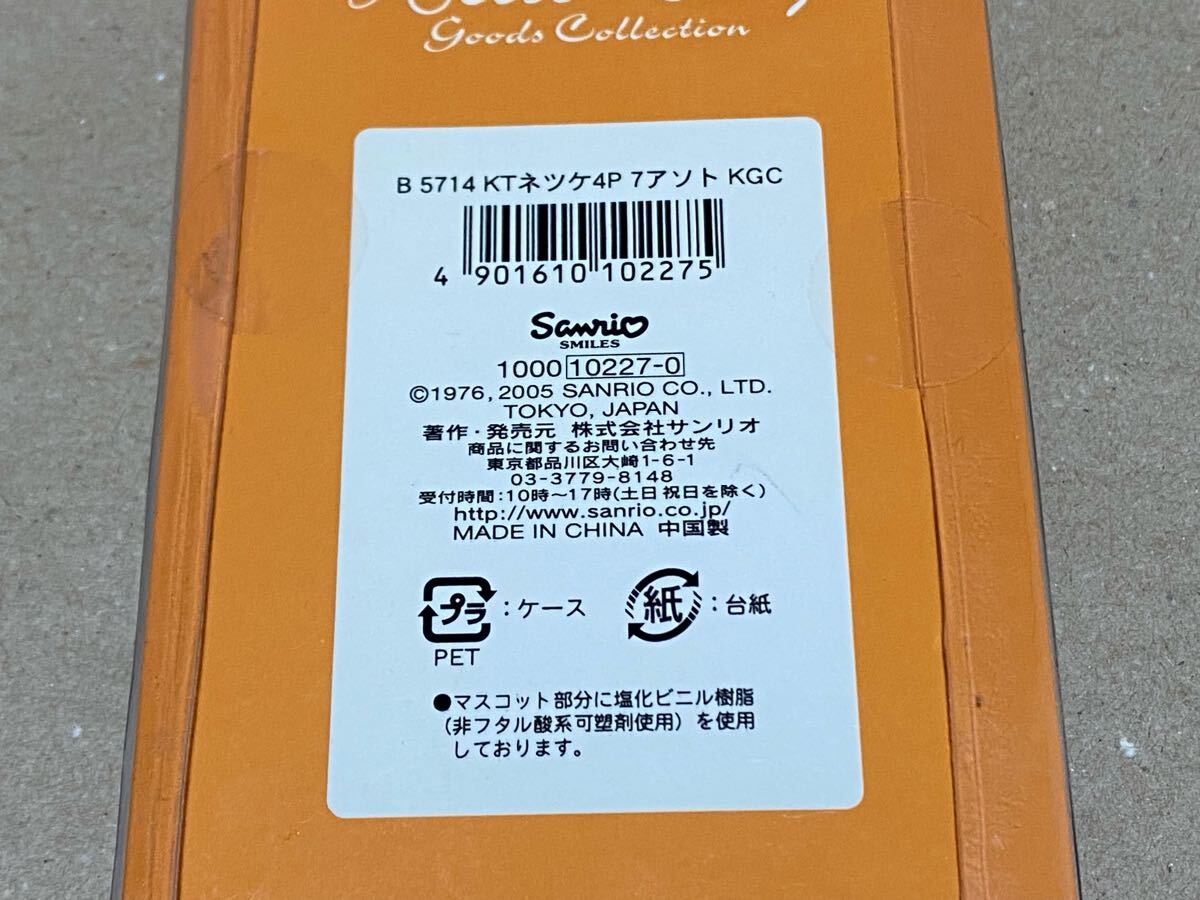 Goods Collection
B 5714 KTネツケ4P 7アソト KGC
4 901610 102275
Sanrio
SMILES
1000 10227-0
©1976, 2005 SANRIO CO., LTD.
TOKYO, JAPAN
著作・発売元 株式会社サンリオ
商品に関するお問い合わせ先
東京都品川区大崎1-6-1
03-3779-8148
受付時間:10時〜17時(土日 祝日を除く)
http://www.sanrio.co.jp/
MADE IN CHINA 中国製
プラ:ケース 紙:台紙
PET
●マスコット部分に塩化ビニル樹脂
(非フタル酸系可塑剤使用)を使用
しております。